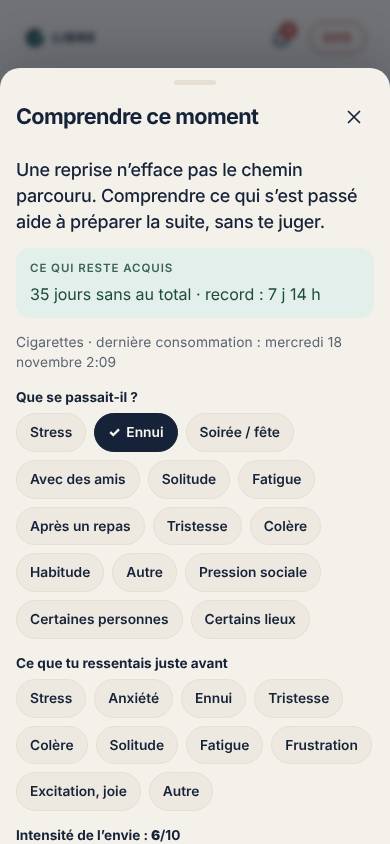 Comprendre ce moment
Une reprise n’efface pas le chemin
parcouru. Comprendre ce qui s’est passé
aide à préparer la suite, sans te juger.
CE QUI RESTE ACQUIS
35 jours sans au total · record : 7 j 14 h
Cigarettes · dernière consommation : mercredi 18
novembre 2:09
Que se passait-il ?
Stress
✓ Ennui
Soirée / fête
Avec des amis
Solitude
Fatigue
Après un repas
Tristesse
Colère
Habitude
Autre
Pression sociale
Certaines personnes
Certains lieux
Ce que tu ressentais juste avant
Stress
Anxiété
Ennui
Tristesse
Colère
Solitude
Fatigue
Frustration
Excitation, joie
Autre
Intensité de l’envie : 6/10